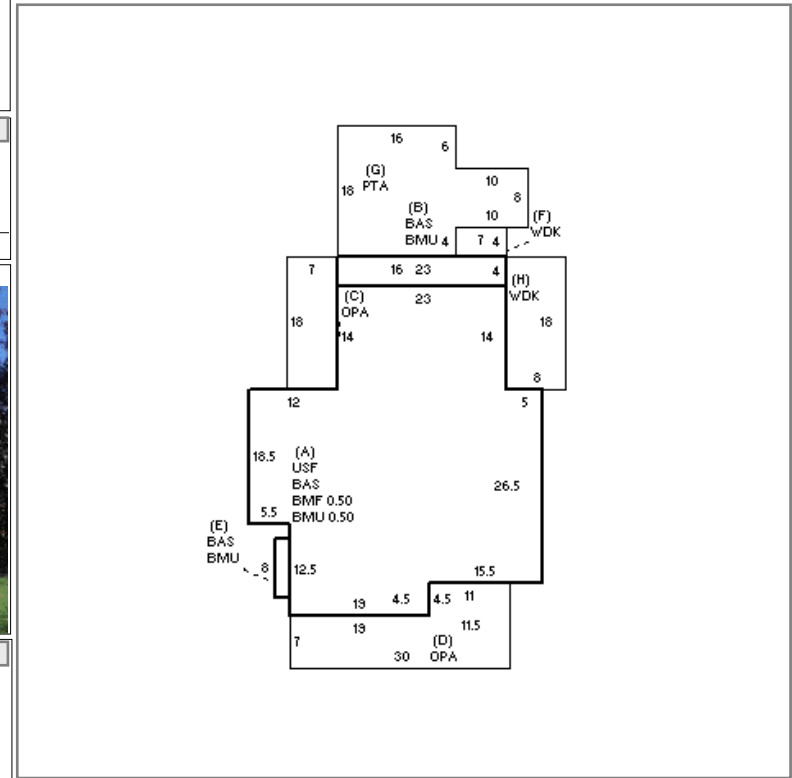 16
6
(G)
PTA
18
10
8
10
(B)
BAS
BMU 4
7 4
(F)
WDK
7
16 23
4
(H)
WDK
(C)
OPA
23
18
14
14
18
8
12
5
18.5
(A)
USF
BAS
BMF 0.50
BMU 0.50
26.5
5.5
(E)
BAS
BMU
8
12.5
15.5
19
4.5
4.5
11
19
11.5
7
(D)
OPA
30